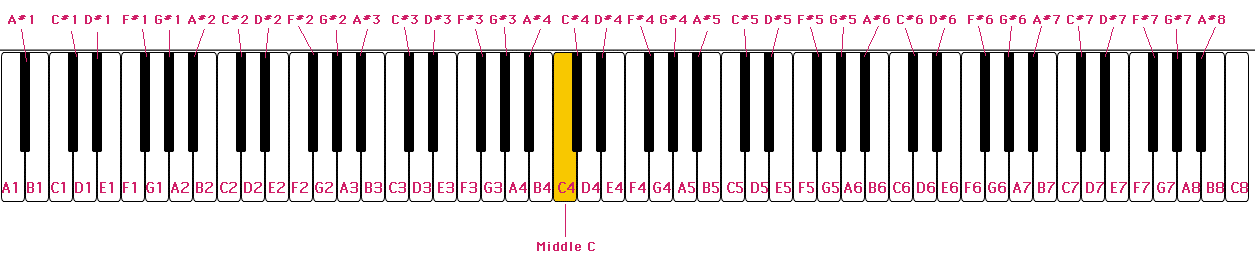 A#1 C#1 D#1 F#1 G#1 A#2 C#2 D#2 F#2 G#2 A#3 C#3 D#3 F#3 G#3 A#4 C#4 D#4 F#4 G#4 A#5 C#5 D#5 F#5 G#5 A#6 C#6 D#6 F#6 G#6 A#7 C#7 D#7 F#7 G#7 A#8
A1 B1 C1 D1 E1 F1 G1 A2 B2 C2 D2 E2 F2 G2 A3 B3 C3 D3 E3 F3 G3 A4 B4 C4 D4 E4 F4 G4 A5 B5 C5 D5 E5 F5 G5 A6 B6 C6 D6 E6 F6 G6 A7 B7 C7 D7 E7 F7 G7 A8 B8 C8
Middle C